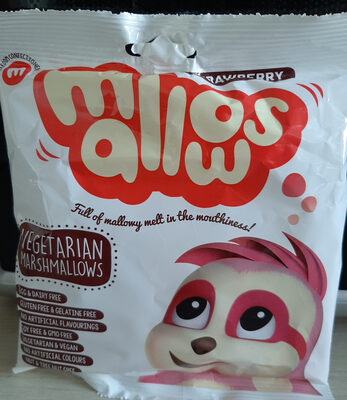 STRAWBERRY
mallows
Full of mallowy melt in the mouthiness!
VEGETARIAN
MARSHMALLOWS
EGG & DAIRY FREE
GLUTEN FREE & GELATINE FREE
NO ARTIFICIAL FLAVOURINGS
SOY FREE & GMO FREE
VEGETARIAN & VEGAN
NO ARTIFICIAL COLOURS